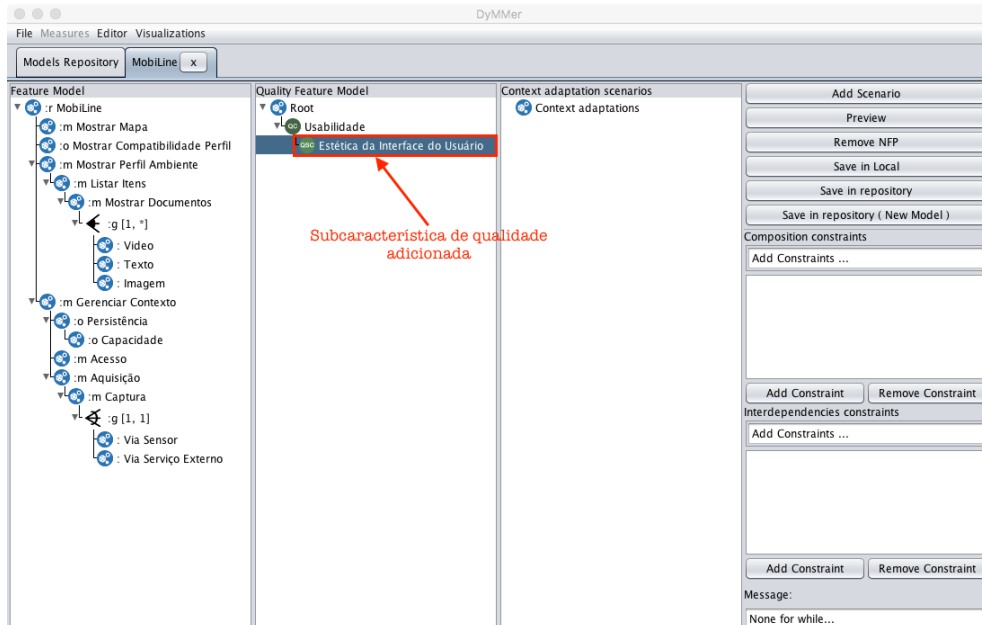 DyMMer
File Measures Editor Visualizations
Models Repository
MobiLine x
Feature Model
:r MobiLine
:m Mostrar Mapa
:o Mostrar Compatibilidade Perfil
:m Mostrar Perfil Ambiente
:m Listar Itens
:m Mostrar Documentos
:g [1, *]
: Video
: Texto
: Imagem
:m Gerenciar Contexto
:o Persistência
:o Capacidade
:m Acesso
:m Aquisição
:m Captura
:g [1, 1]
: Via Sensor
: Via Serviço Externo
Quality Feature Model
Root
QC Usabilidade
QSC Estética da Interface do Usuário
Subcaracterística de qualidade
adicionada
Context adaptation scenarios
Context adaptations
Add Scenario
Preview
Remove NFP
Save in Local
Save in repository
Save in repository ( New Model )
Composition constraints
Add Constraints ...
Add Constraint Remove Constraint
Interdependencies constraints
Add Constraints ...
Add Constraint Remove Constraint
Message:
None for while...